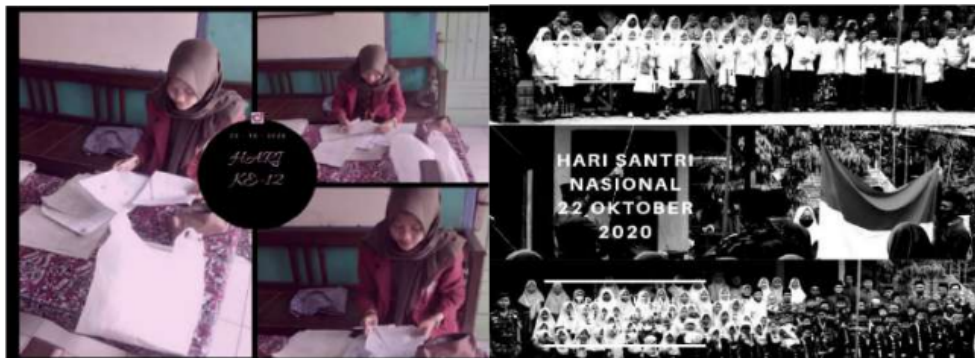 HARI
KE-12
HARI SANTRI
NASIONAL
22 OKTOBER
2020